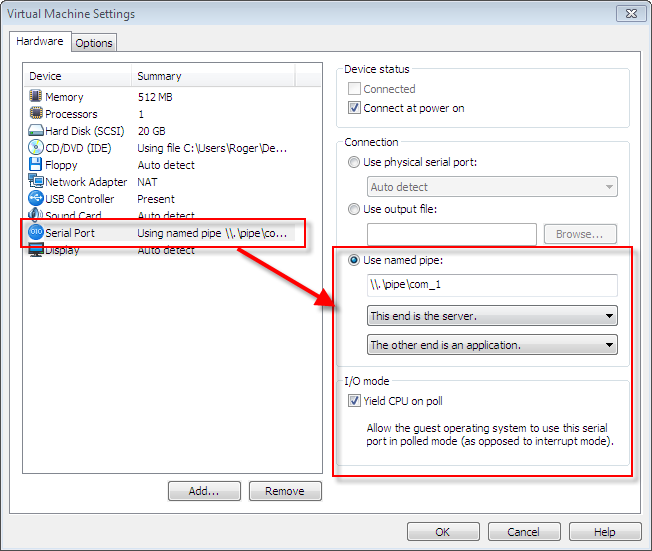 Virtual Machine Settings
Hardware
Options
Device Summary
Memory 512 MB
Processors 1
Hard Disk (SCSI) 20 GB
CD/DVD (IDE) Using file C:\Users\Roger\De...
Floppy Auto detect
Network Adapter NAT
USB Controller Present
Sound Card Auto detect
Serial Port Using named pipe \\.\pipe\co...
Display Auto detect
Add...
Remove
Device status
Connected
Connect at power on
Connection
Use physical serial port:
Auto detect
Use output file:
Browse...
Use named pipe:
\\.\pipe\com_1
This end is the server.
The other end is an application.
I/O mode
Yield CPU on poll
Allow the guest operating system to use this serial
port in polled mode (as opposed to interrupt mode).
OK
Cancel
Help